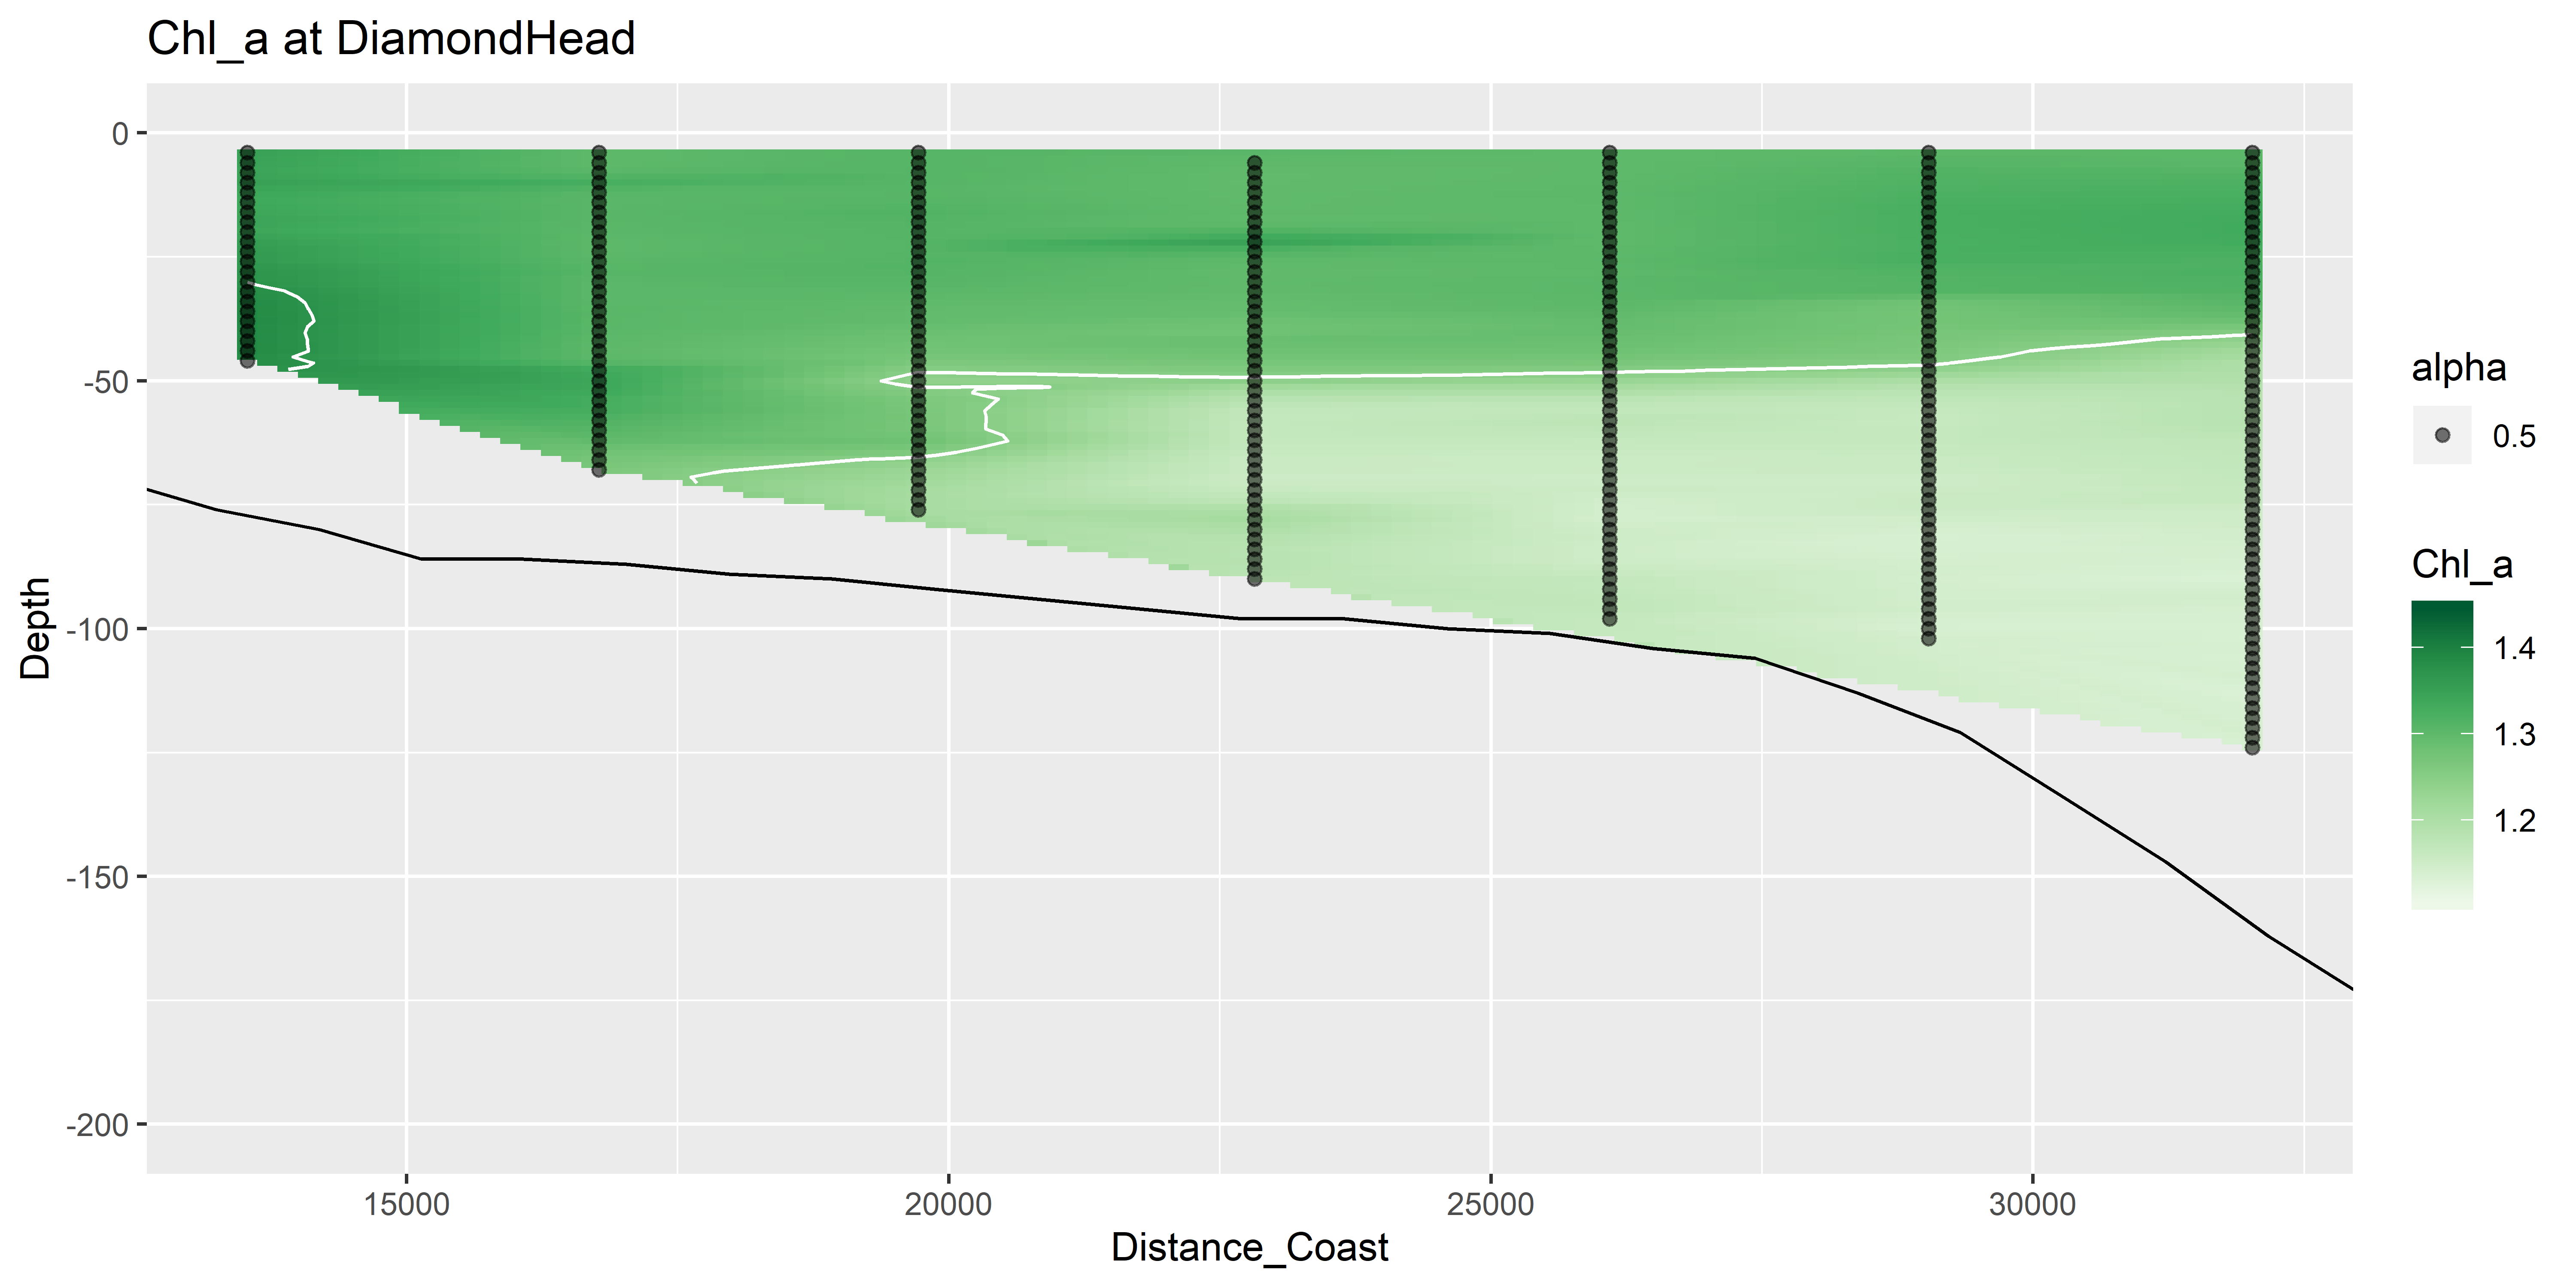 Chl_a at DiamondHead
0
-50
-100
-150
-200
Depth
15000
20000
25000
30000
Distance_Coast
alpha
0.5
Chl_a
1.4
1.3
1.2